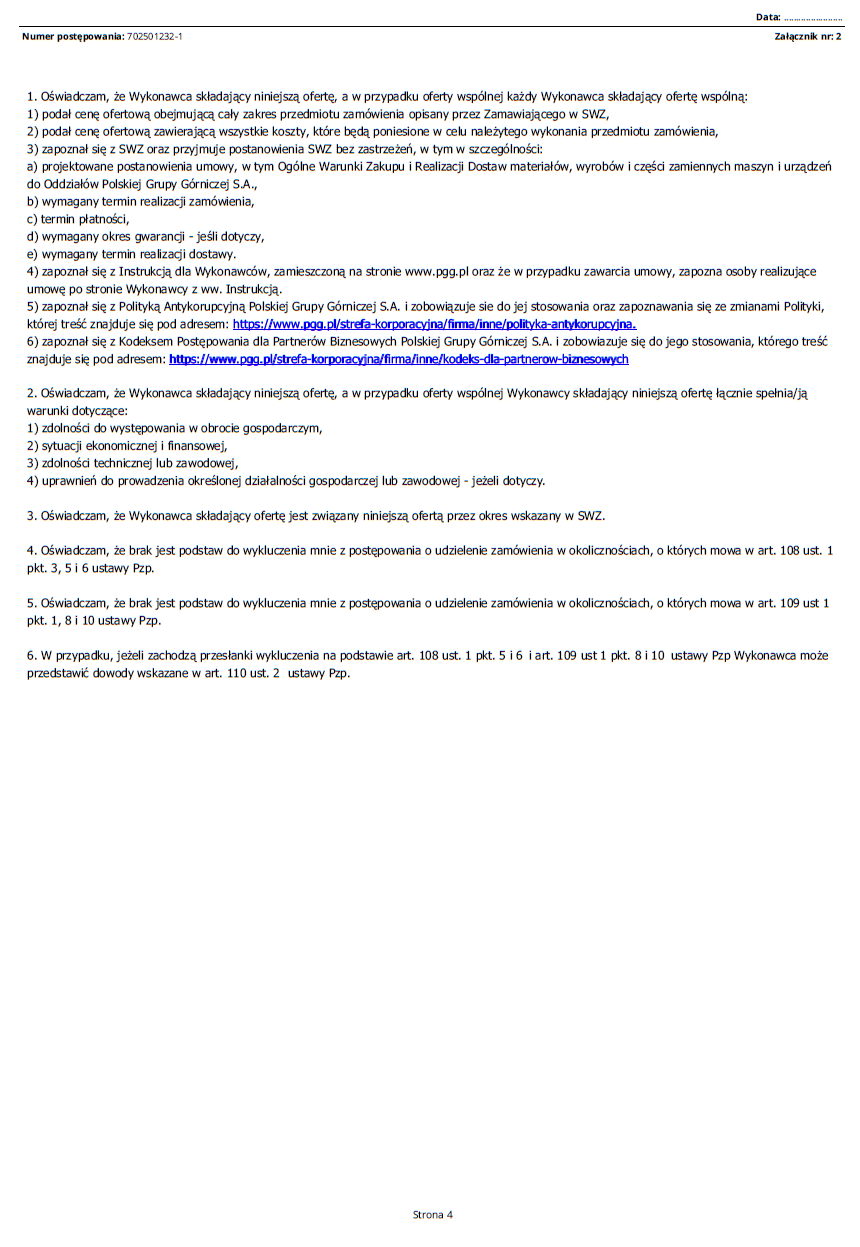 Data: ........................
Numer postępowania: 702501232-1
Załącznik nr: 2
1. Oświadczam, że Wykonawca składający niniejszą ofertę, a w przypadku oferty wspólnej każdy Wykonawca składający ofertę wspólną:
1) podał cenę ofertową obejmującą cały zakres przedmiotu zamówienia opisany przez Zamawiającego w SWZ,
2) podał cenę ofertową zawierającą wszystkie koszty, które będą poniesione w celu należytego wykonania przedmiotu zamówienia,
3) zapoznał się z SWZ oraz przyjmuje postanowienia SWZ bez zastrzeżeń, w tym w szczególności:
a) projektowane postanowienia umowy, w tym Ogólne Warunki Zakupu i Realizacji Dostaw materiałów, wyrobów i części zamiennych maszyn i urządzeń
do Oddziałów Polskiej Grupy Górniczej S.A.,
b) wymagany termin realizacji zamówienia,
c) termin płatności,
d) wymagany okres gwarancji - jeśli dotyczy,
e) wymagany termin realizacji dostawy.
4) zapoznał się z Instrukcją dla Wykonawców, zamieszczoną na stronie www.pgg.pl oraz że w przypadku zawarcia umowy, zapozna osoby realizujące
umowę po stronie Wykonawcy z ww. Instrukcją.
5) zapoznał się z Polityką Antykorupcyjną Polskiej Grupy Górniczej S.A. i zobowiązuje sie do jej stosowania oraz zapoznawania się ze zmianami Polityki,
której treść znajduje się pod adresem: https://www.pgg.pl/strefa-korporacyjna/firma/inne/polityka-antykorupcyjna.
6) zapoznał się z Kodeksem Postępowania dla Partnerów Biznesowych Polskiej Grupy Górniczej S.A. i zobowiazuje się do jego stosowania, którego treść
znajduje się pod adresem: https://www.pgg.pl/strefa-korporacyjna/firma/inne/kodeks-dla-partnerow-biznesowych
2. Oświadczam, że Wykonawca składający niniejszą ofertę, a w przypadku oferty wspólnej Wykonawcy składający niniejszą ofertę łącznie spełnia/ją
warunki dotyczące:
1) zdolności do występowania w obrocie gospodarczym,
2) sytuacji ekonomicznej i finansowej,
3) zdolności technicznej lub zawodowej,
4) uprawnień do prowadzenia określonej działalności gospodarczej lub zawodowej - jeżeli dotyczy.
3. Oświadczam, że Wykonawca składający ofertę jest związany niniejszą ofertą przez okres wskazany w SWZ.
4. Oświadczam, że brak jest podstaw do wykluczenia mnie z postępowania o udzielenie zamówienia w okolicznościach, o których mowa w art. 108 ust. 1
pkt. 3, 5 i 6 ustawy Pzp.
5. Oświadczam, że brak jest podstaw do wykluczenia mnie z postępowania o udzielenie zamówienia w okolicznościach, o których mowa w art. 109 ust 1
pkt. 1, 8 i 10 ustawy Pzp.
6. W przypadku, jeżeli zachodzą przesłanki wykluczenia na podstawie art. 108 ust. 1 pkt. 5 i 6 i art. 109 ust 1 pkt. 8 i 10 ustawy Pzp Wykonawca może
przedstawić dowody wskazane w art. 110 ust. 2 ustawy Pzp.
Strona 4